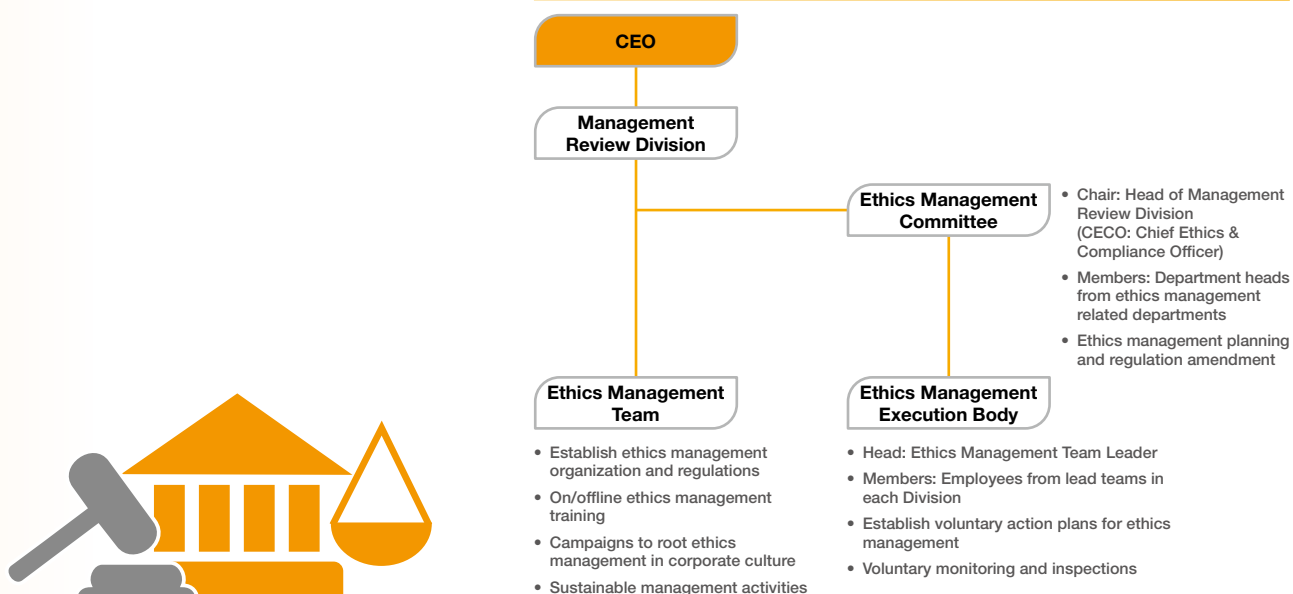 CEO
Management
Review Division
Ethics Management
Committee
• Chair: Head of Management
Review Division
(CECO: Chief Ethics &
Compliance Officer)
• Members: Department heads
from ethics management
related departments
• Ethics management planning
and regulation amendment
Ethics Management
Team
• Establish ethics management
organization and regulations
• On/offline ethics management
training
• Campaigns to root ethics
management in corporate culture
• Sustainable management activities
Ethics Management
Execution Body
• Head: Ethics Management Team Leader
• Members: Employees from lead teams in
each Division
• Establish voluntary action plans for ethics
management
• Voluntary monitoring and inspections